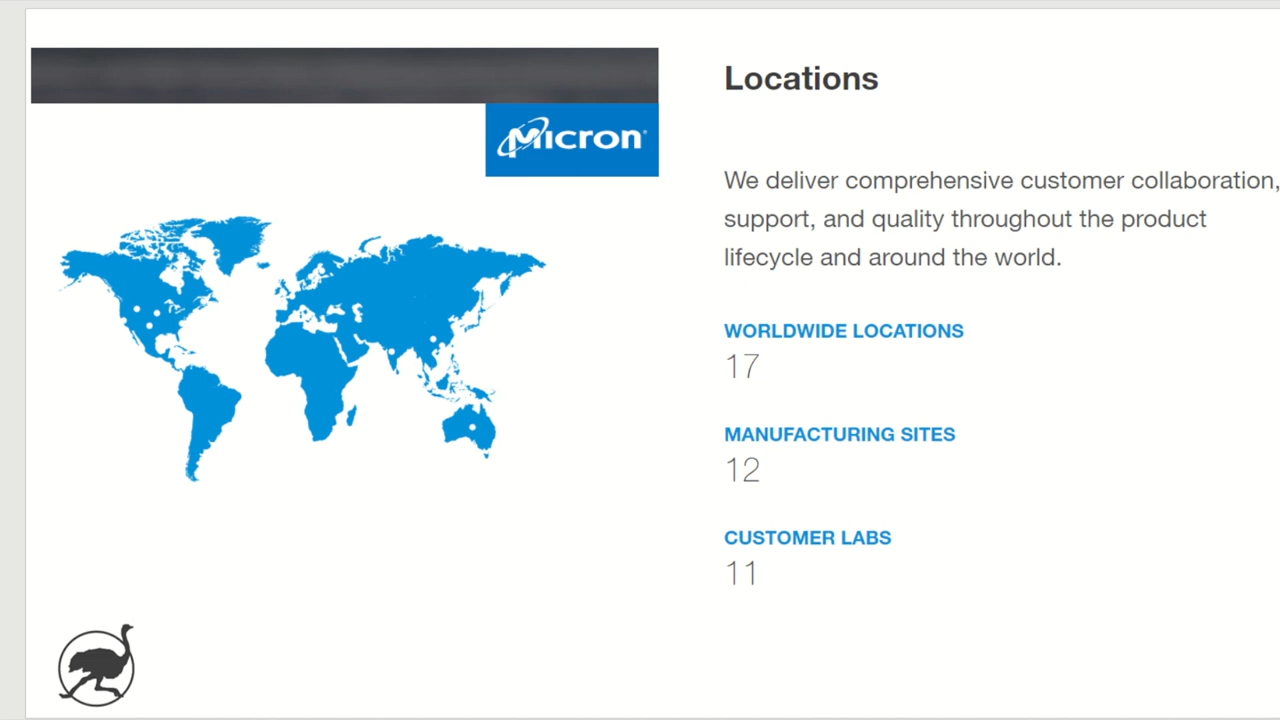 Micron
Locations
We deliver comprehensive customer collaboration,
support, and quality throughout the product
lifecycle and around the world.
WORLDWIDE LOCATIONS
17
MANUFACTURING SITES
12
CUSTOMER LABS
11